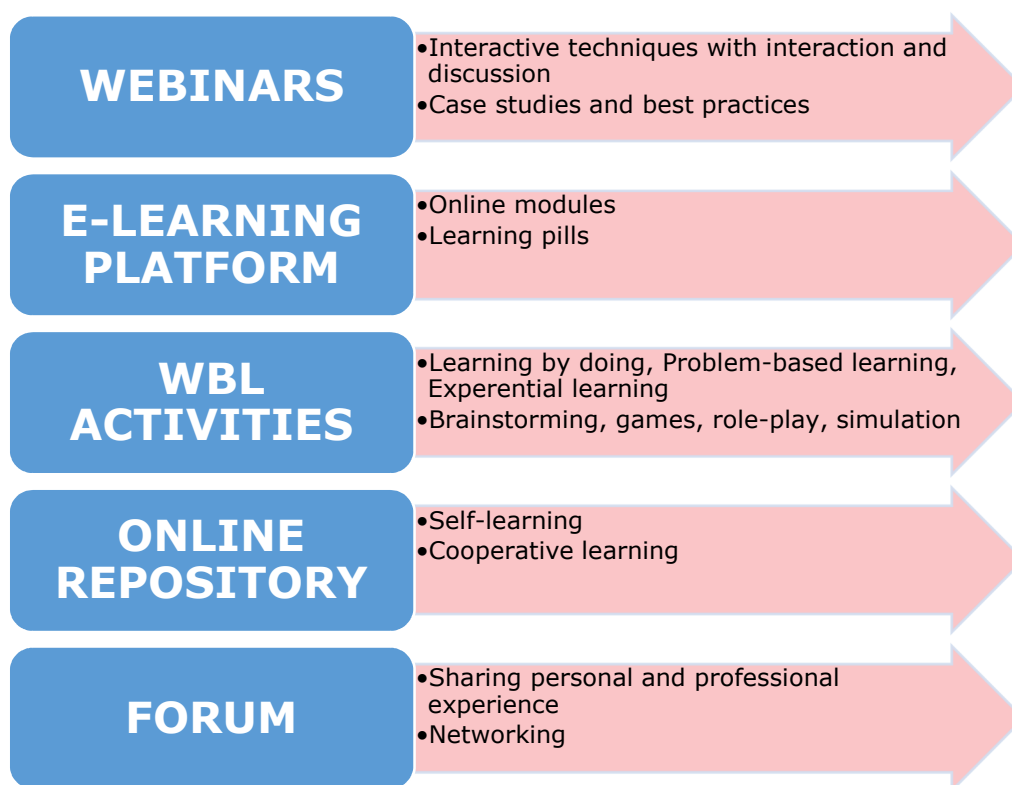 WEBINARS
•Interactive techniques with interaction and
discussion
•Case studies and best practices
E-LEARNING
PLATFORM
•Online modules
•Learning pills
WBL
ACTIVITIES
•Learning by doing, Problem-based learning,
Experential learning
•Brainstorming, games, role-play, simulation
ONLINE
REPOSITORY
•Self-learning
•Cooperative learning
FORUM
•Sharing personal and professional
experience
•Networking